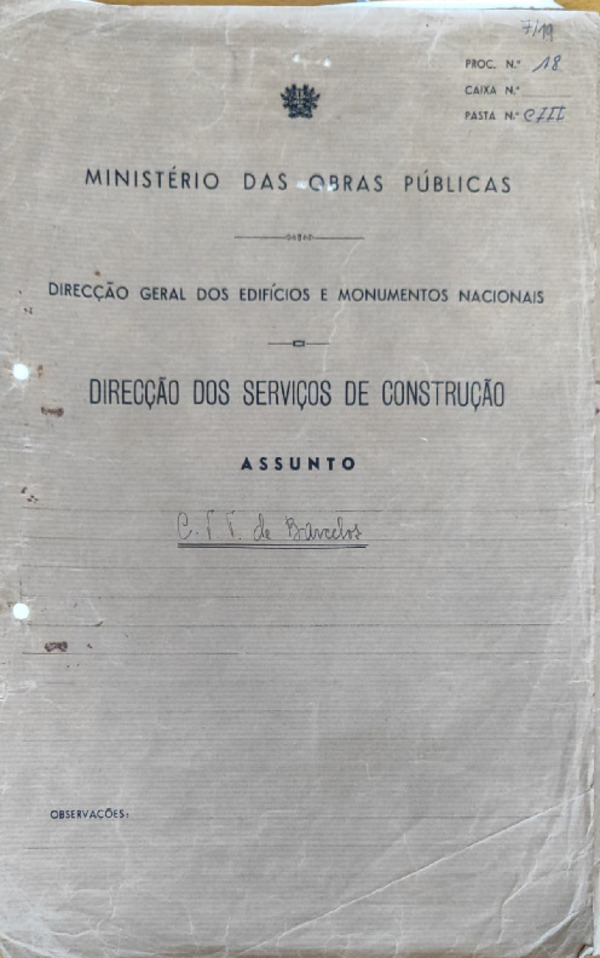 7/19
PROC. N.º 18
CAIXA N.º
PASTA N.º CIII
MINISTÉRIO DAS OBRAS PÚBLICAS
DIRECÇÃO GERAL DOS EDIFÍCIOS E MONUMENTOS NACIONAIS
DIRECÇÃO DOS SERVIÇOS DE CONSTRUÇÃO
ASSUNTO
C.T.T. de Barcelos
OBSERVAÇÕES: